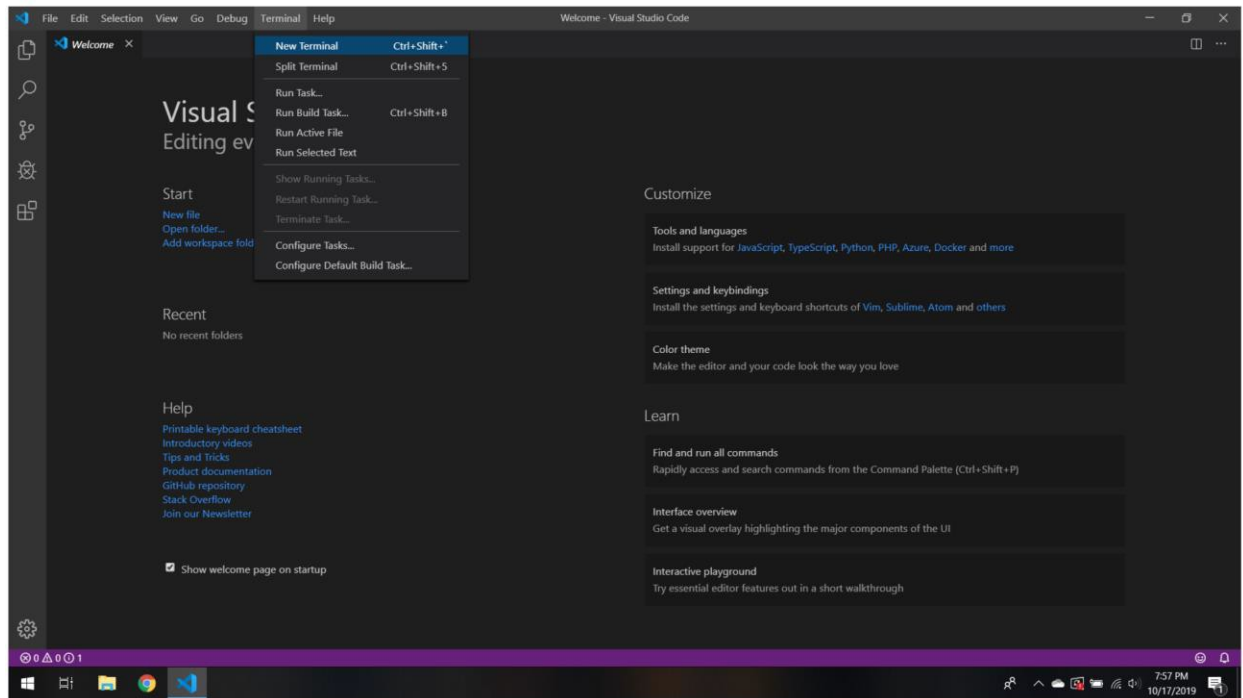 File Edit Selection View Go Debug Terminal Help
Welcome - Visual Studio Code
Welcome
New Terminal Ctrl+Shift+`
Split Terminal Ctrl+Shift+5
Run Task...
Run Build Task... Ctrl+Shift+B
Run Active File
Run Selected Text
Show Running Tasks...
Restart Running Task...
Terminate Task...
Configure Tasks...
Configure Default Build Task...
Visual S
Editing ev
Start
New file
Open folder...
Add workspace fold
Recent
No recent folders
Help
Printable keyboard cheatsheet
Introductory videos
Tips and Tricks
Product documentation
GitHub repository
Stack Overflow
Join our Newsletter
Show welcome page on startup
Customize
Tools and languages
Install support for JavaScript, TypeScript, Python, PHP, Azure, Docker and more
Settings and keybindings
Install the settings and keyboard shortcuts of Vim, Sublime, Atom and others
Color theme
Make the editor and your code look the way you love
Learn
Find and run all commands
Rapidly access and search commands from the Command Palette (Ctrl+Shift+P)
Interface overview
Get a visual overlay highlighting the major components of the UI
Interactive playground
Try essential editor features out in a short walkthrough
0 0 1
7:57 PM
10/17/2019
1